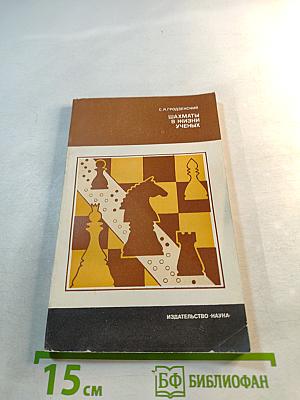 С.Я.ГРОДЗЕНСКИЙ
ШАХМАТЫ
В ЖИЗНИ
УЧЕНЫХ
ИЗДАТЕЛЬСТВО «НАУКА»
15 см
БФ БИБЛИОФАН